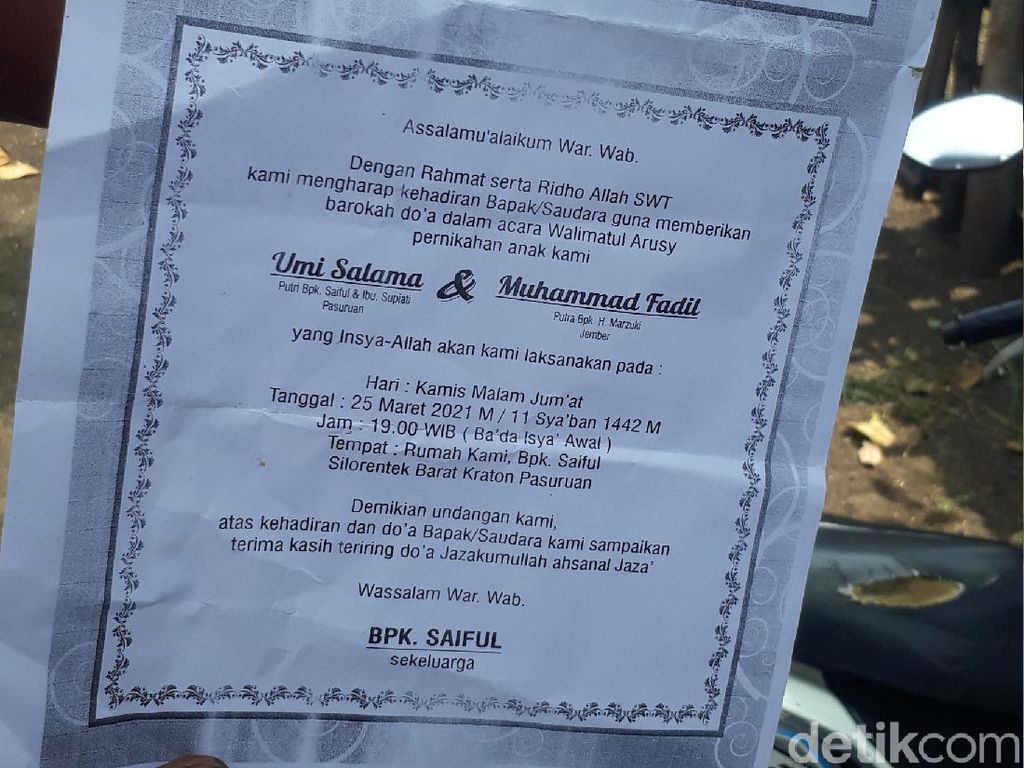 Assalamu'alaikum War. Wab.
Dengan Rahmat serta Ridho Allah SWT
kami mengharap kehadiran Bapak/Saudara guna memberikan
barokah do'a dalam acara Walimatul Arusy
pernikahan anak kami
Umi Salama & Muhammad Fadil
Putri Bpk. Saiful & Ibu. Supiati
Pasuruan
Putra Bpk. H. Marzuki
Jember
yang Insya-Allah akan kami laksanakan pada :
Hari : Kamis Malam Jum'at
Tanggal : 25 Maret 2021 M / 11 Sya'ban 1442 M
Jam : 19.00 WIB ( Ba'da Isya' Awal )
Tempat : Rumah Kami, Bpk. Saiful
Silorentek Barat Kraton Pasuruan
Demikian undangan kami,
atas kehadiran dan do'a Bapak/Saudara kami sampaikan
terima kasih teriring do'a Jazakumullah ahsanal Jaza'
Wassalam War. Wab.
BPK. SAIFUL
sekeluarga
detikcom